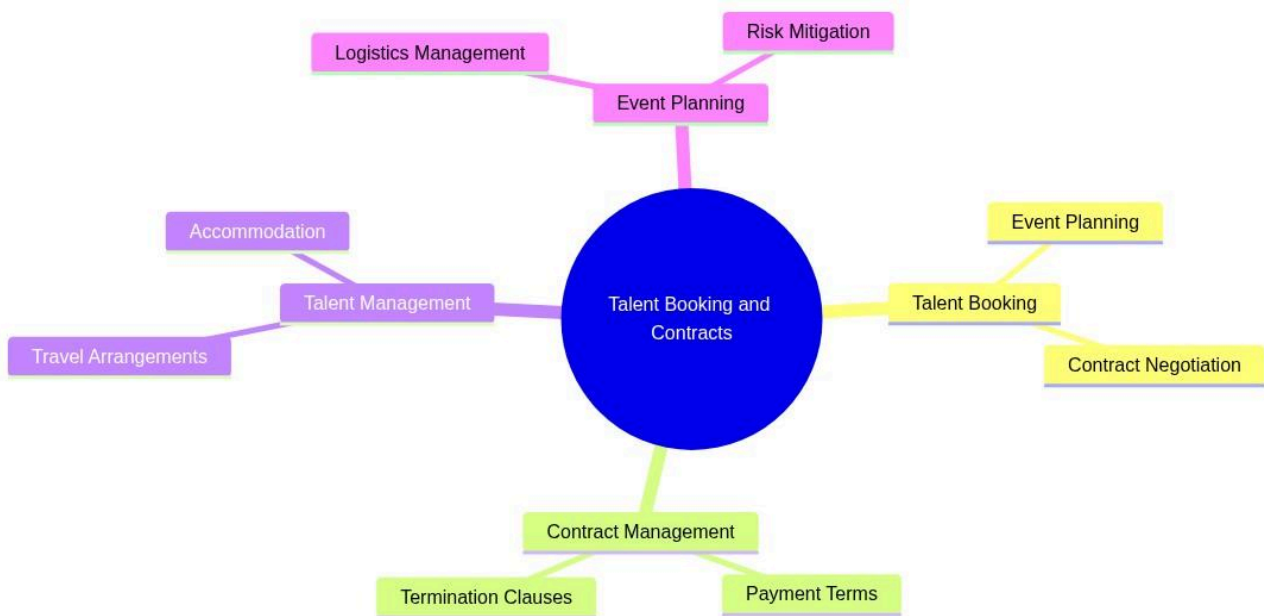 Risk Mitigation
Logistics Management
Event Planning
Accommodation
Event Planning
Talent Management
Talent Booking and
Contracts
Talent Booking
Travel Arrangements
Contract Negotiation
Contract Management
Termination Clauses
Payment Terms